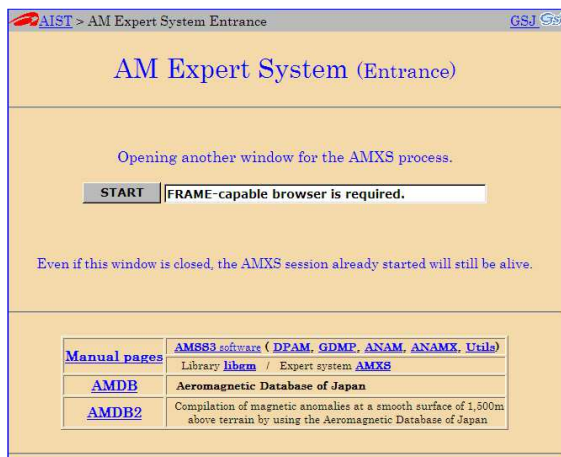 AIST > AM Expert System Entrance GSJ
AM Expert System (Entrance)
Opening another window for the AMXS process.
START FRAME-capable browser is required.
Even if this window is closed, the AMXS session already started will still be alive.
Manual pages AMSS3 software ( DPAM, GDMP, ANAM, ANAMX, Utils)
Library libgm / Expert system AMXS
AMDB Aeromagnetic Database of Japan
AMDB2 Compilation of magnetic anomalies at a smooth surface of 1,500m
above terrain by using the Aeromagnetic Database of Japan